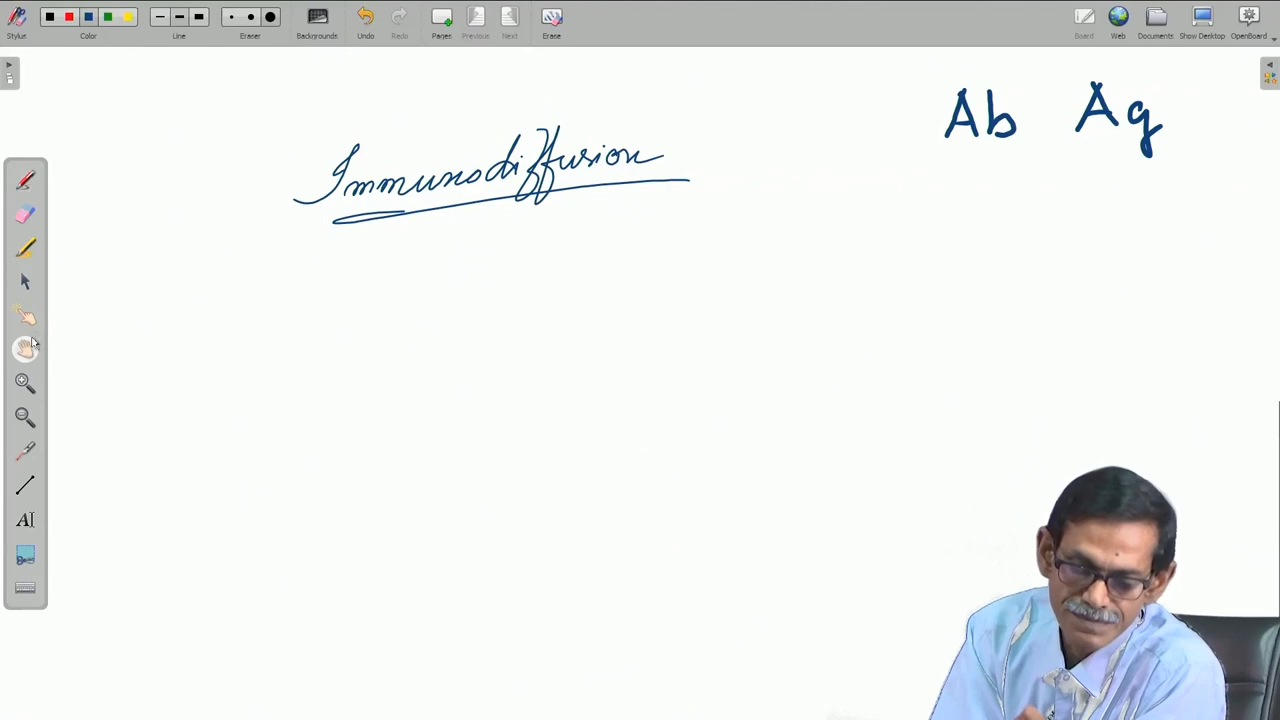 Stylus
Color
Line
Eraser
Backgrounds
Undo
Redo
Pages
Previous
Next
Erase
Board
Web
Documents
Show Desktop
OpenBoard
Ab Ag
Immunodiffusion
AI